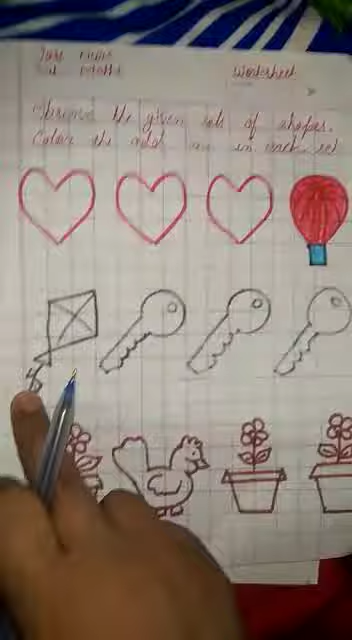 Worksheet
Observe the given sets of shapes.
Color the odd one in each set